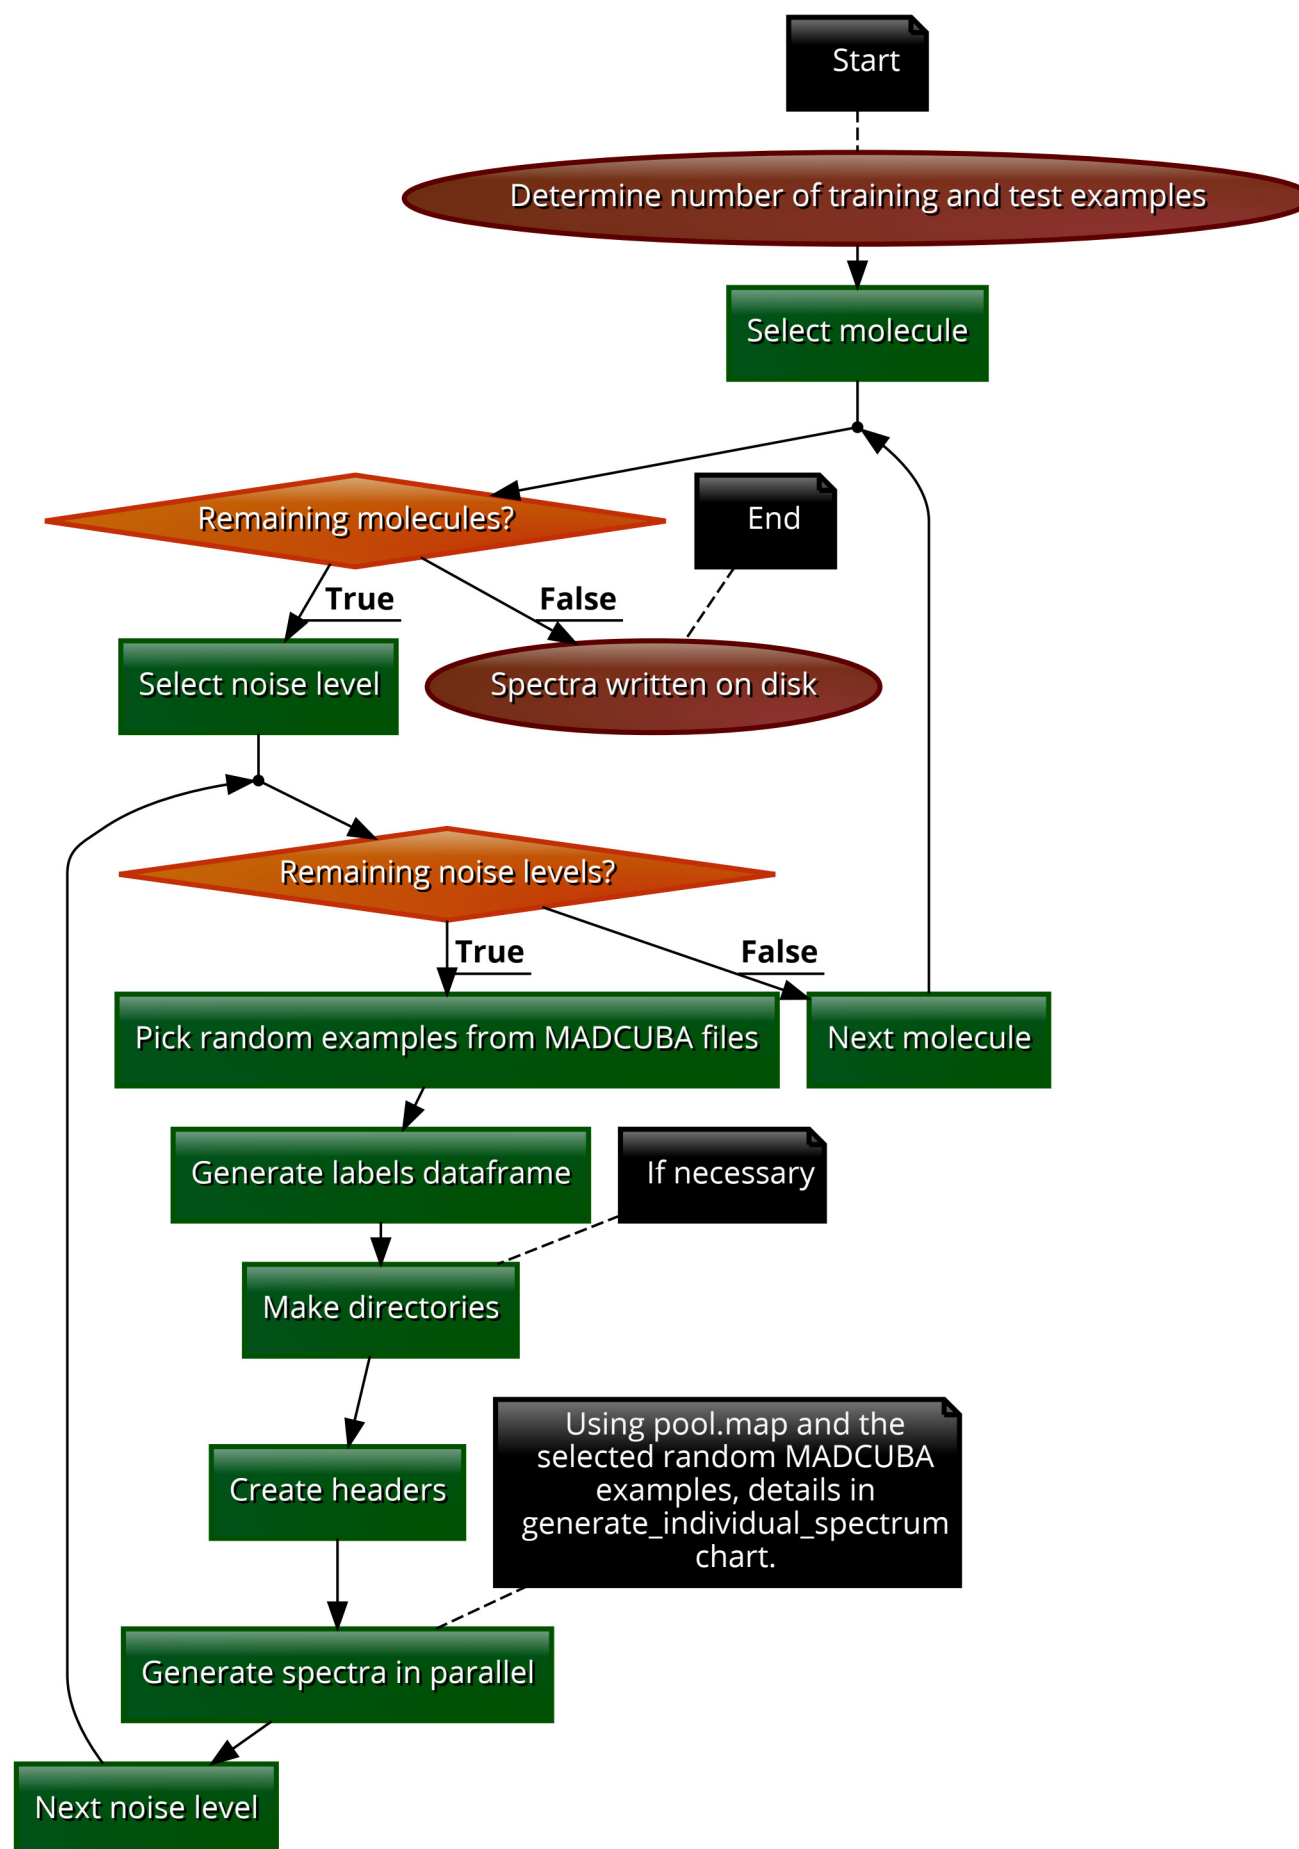 Start
Determine number of training and test examples
Select molecule
Remaining molecules?
End
True
False
Select noise level
Spectra written on disk
Remaining noise levels?
True
False
Pick random examples from MADCUBA files
Next molecule
Generate labels dataframe
If necessary
Make directories
Using pool.map and the
selected random MADCUBA
examples, details in
generate_individual_spectrum
chart.
Create headers
Generate spectra in parallel
Next noise level